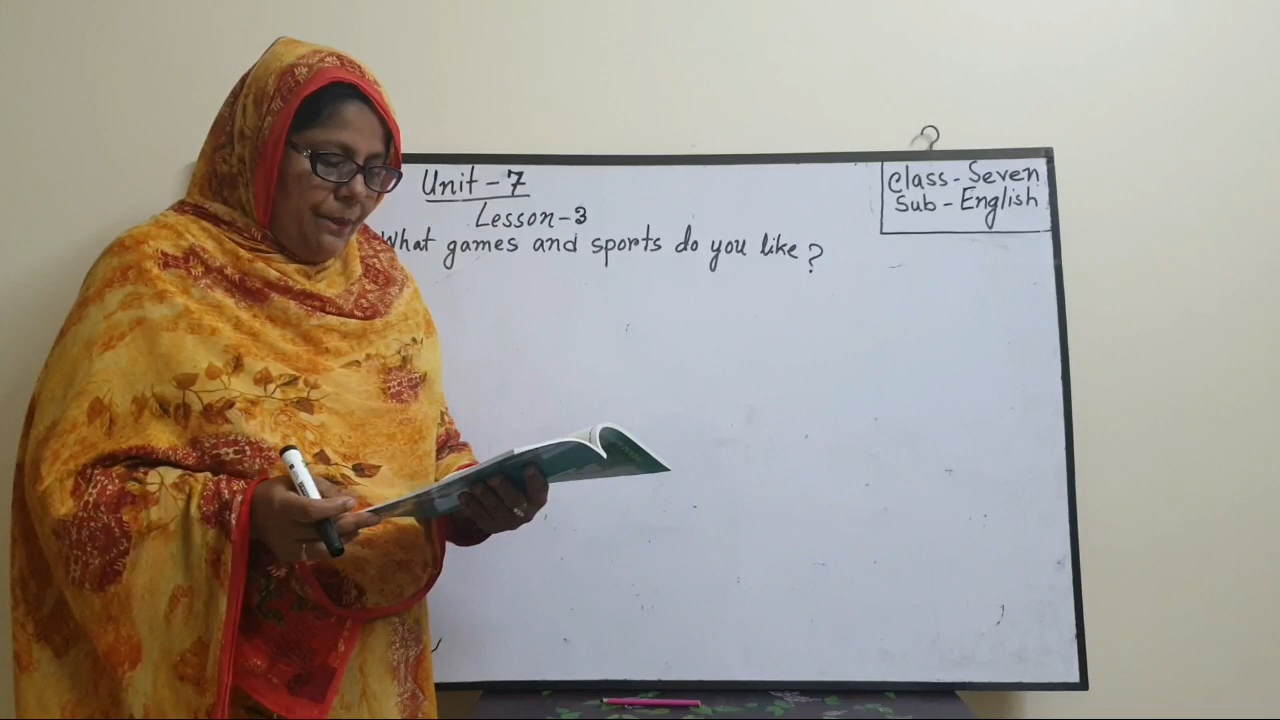 Unit - 7
Lesson - 3
What games and sports do you like?
Class - Seven
Sub - English